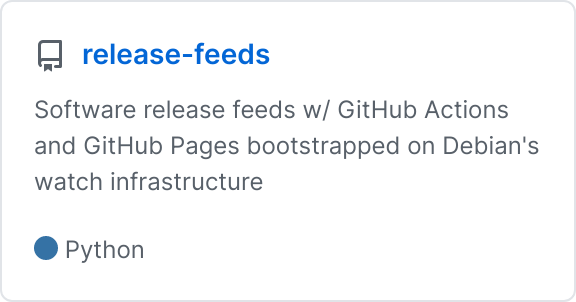 release-feeds
Software release feeds w/ GitHub Actions
and GitHub Pages bootstrapped on Debian's
watch infrastructure
Python